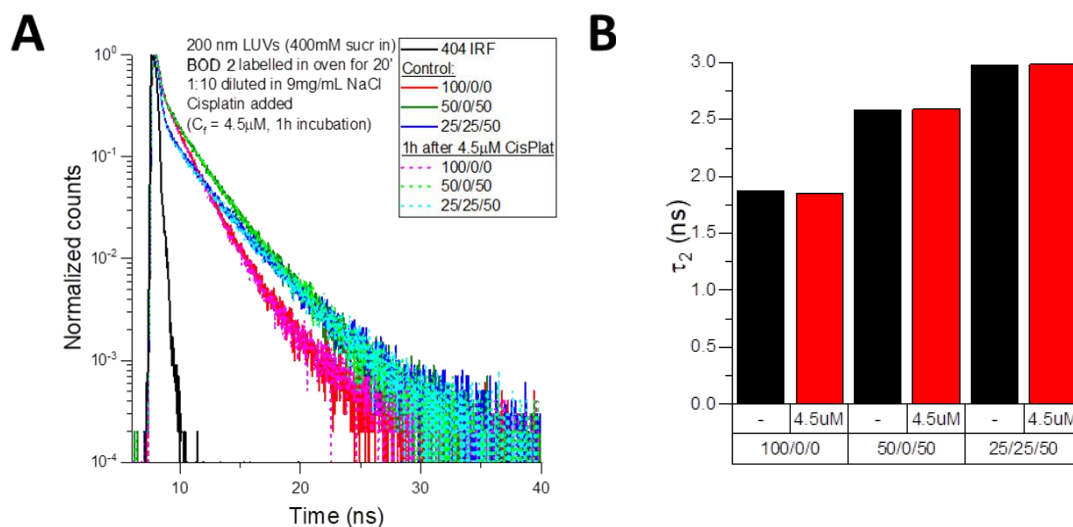 A
200 nm LUVs (400mM sucr in)
BOD 2 labelled in oven for 20'
1:10 diluted in 9mg/mL NaCl
Cisplatin added
(Cf = 4.5μM, 1h incubation)
404 IRF
Control:
100/0/0
50/0/50
25/25/50
1h after 4.5μM CisPlat
100/0/0
50/0/50
25/25/50
Normalized counts
10⁰
10⁻¹
10⁻²
10⁻³
10⁻⁴
10 20 30 40
Time (ns)
B
τ₂ (ns)
3.0
2.5
2.0
1.5
1.0
0.5
0.0
- 4.5uM - 4.5uM - 4.5uM
100/0/0 50/0/50 25/25/50